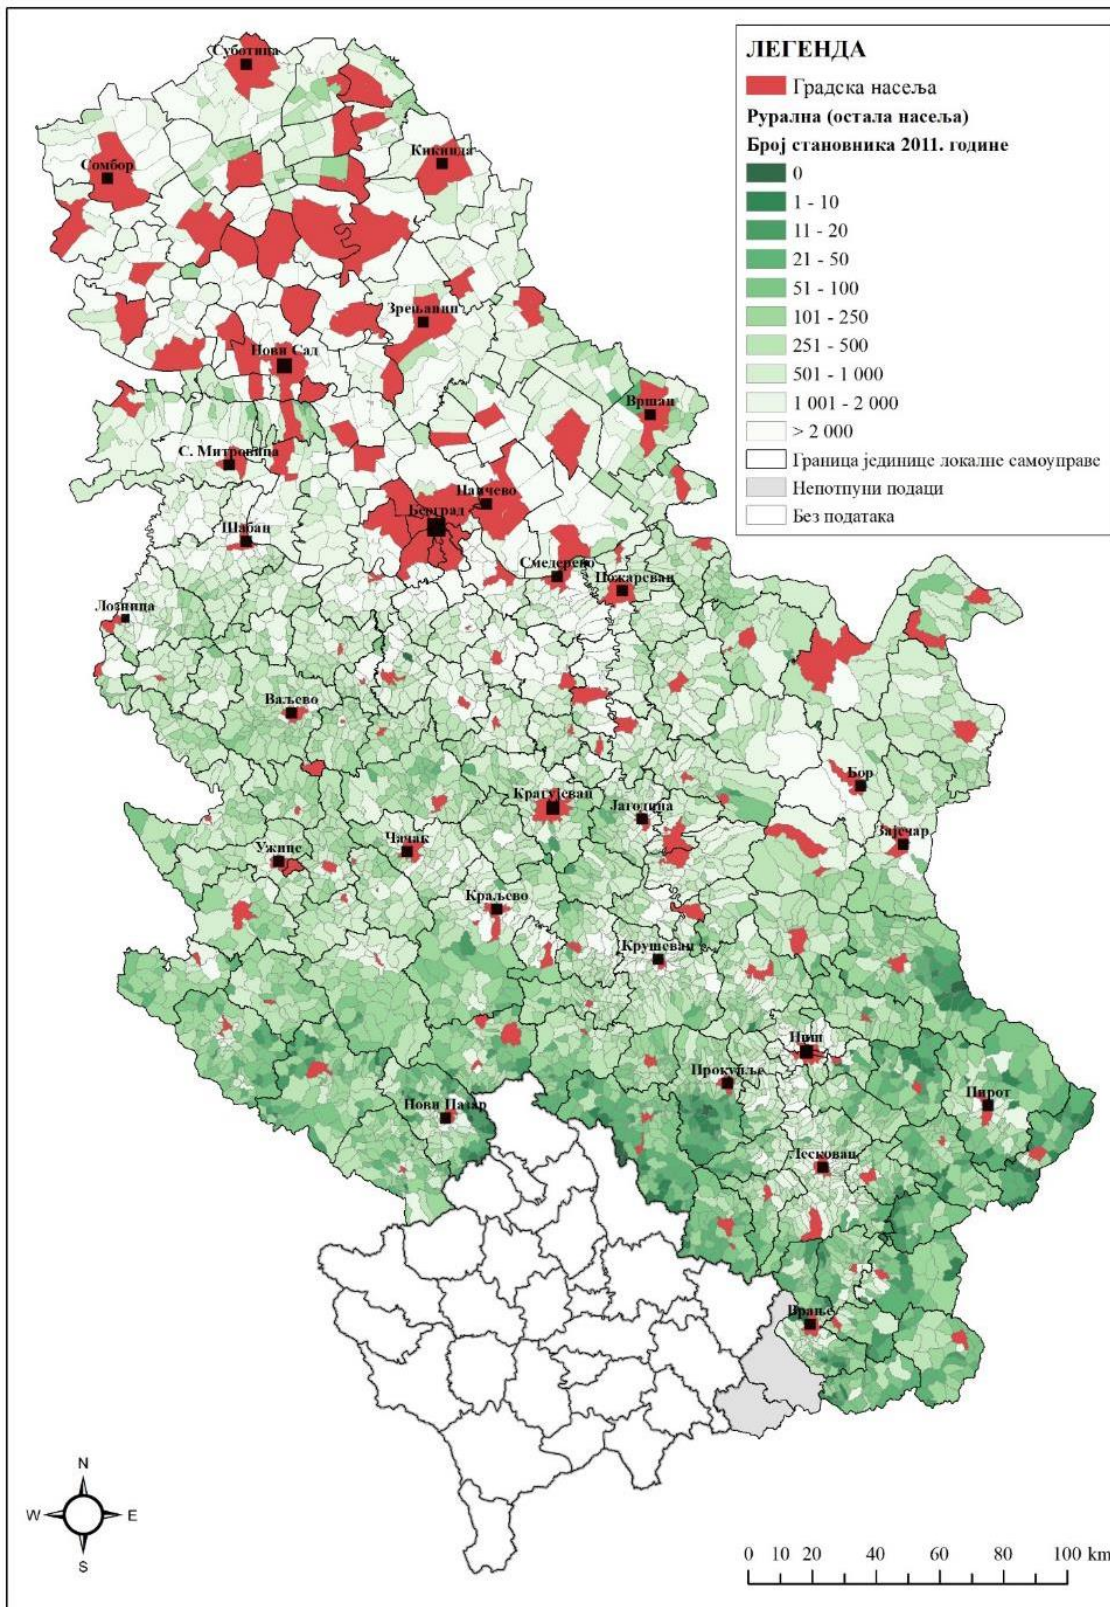 Суботица
Сомбор
Кикинда
Зрењанин
Нови Сад
Вршац
С. Митровица
Панчево
Београд
Шабац
Смедерево
Пожаревац
Лозница
Ваљево
Бор
Крагујевац
Јагодина
Зајечар
Чачак
Ужице
Краљево
Крушевац
Ниш
Прокупље
Пирот
Нови Пазар
Лесковац
Врање
ЛЕГЕНДА
Градска насеља
Рурална (остала насеља)
Број становника 2011. године
0
1 - 10
11 - 20
21 - 50
51 - 100
101 - 250
251 - 500
501 - 1 000
1 001 - 2 000
> 2 000
Граница јединице локалне самоуправе
Непотпуни подаци
Без података
N
W E
S
0 10 20 40 60 80 100 km